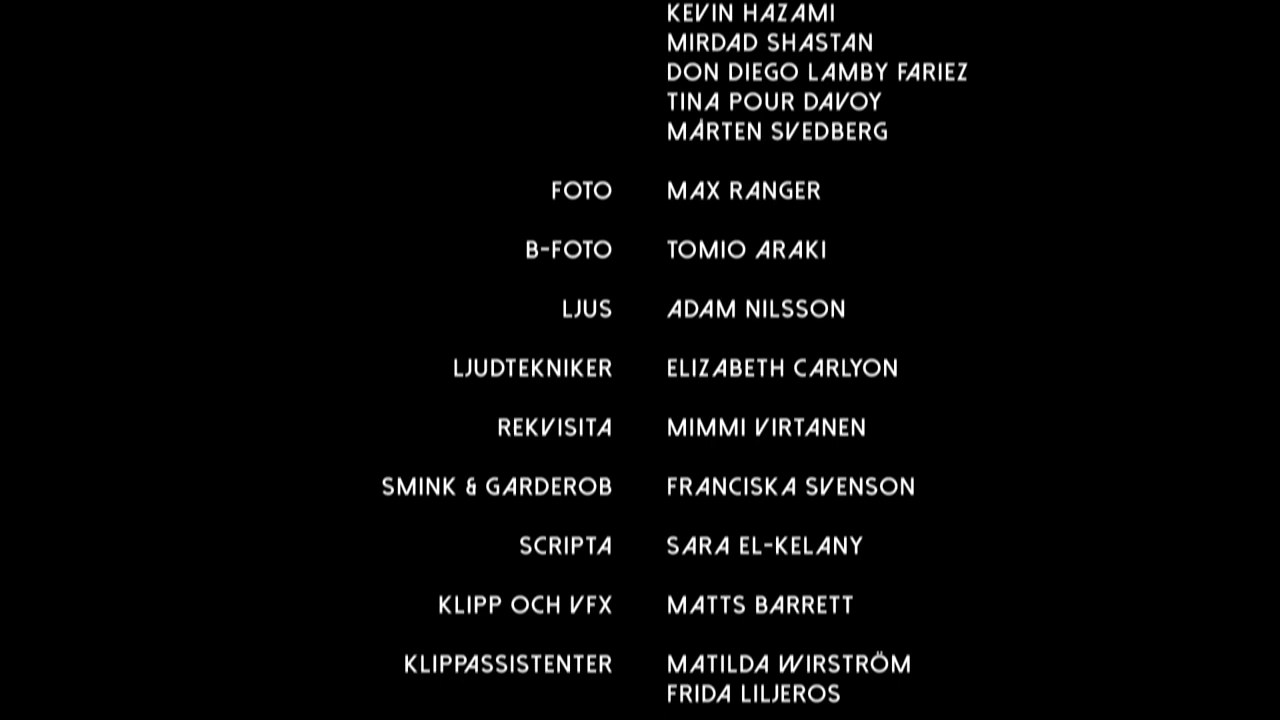 KEVIN HAZAMI
MIRDAD SHASTAN
DON DIEGO LAMBY FARIEZ
TINA POUR DAVOY
MÅRTEN SVEDBERG
FOTO MAX RANGER
B-FOTO TOMIO ARAKI
LJUS ADAM NILSSON
LJUDTEKNIKER ELIZABETH CARLYON
REKVISITA MIMMI VIRTANEN
SMINK & GARDEROB FRANCISKA SVENSON
SCRIPTA SARA EL-KELANY
KLIPP OCH VFX MATTS BARRETT
KLIPPASSISTENTER MATILDA WIRSTRÖM
FRIDA LILJEROS